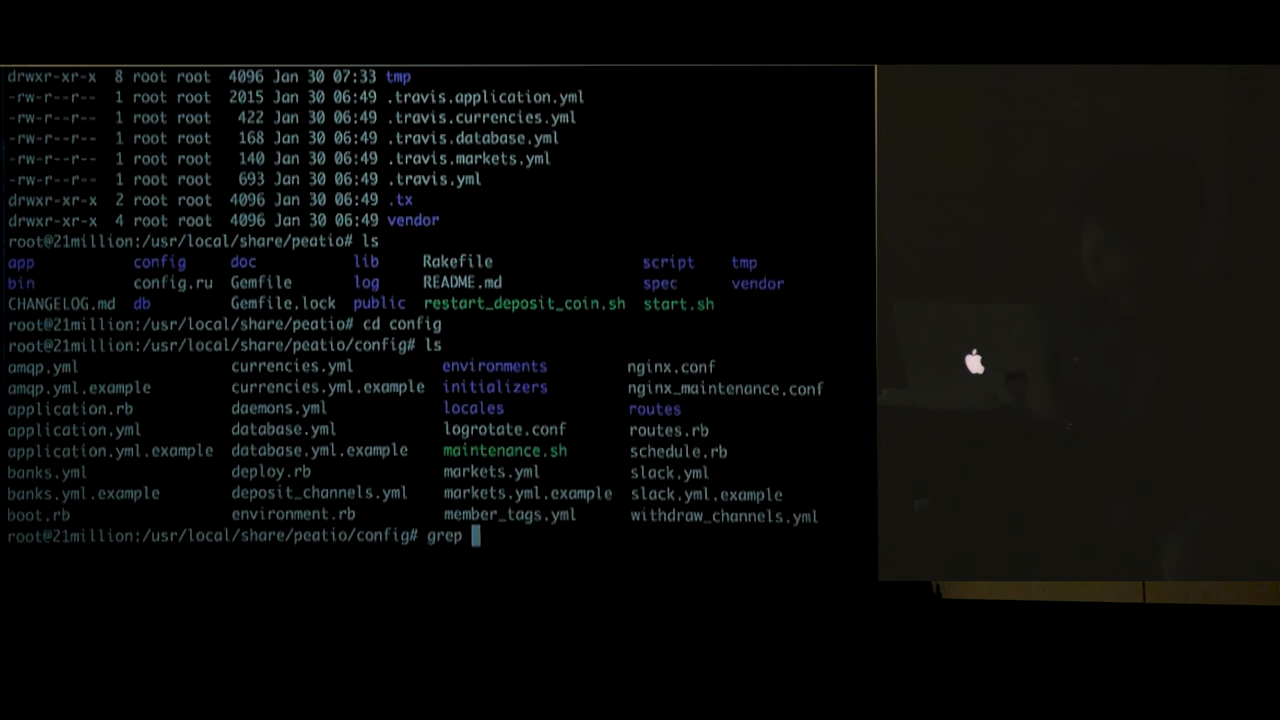 drwxr-xr-x 8 root root 4096 Jan 30 07:33 tmp
-rw-r--r-- 1 root root 2015 Jan 30 06:49 .travis.application.yml
-rw-r--r-- 1 root root 422 Jan 30 06:49 .travis.currencies.yml
-rw-r--r-- 1 root root 168 Jan 30 06:49 .travis.database.yml
-rw-r--r-- 1 root root 140 Jan 30 06:49 .travis.markets.yml
-rw-r--r-- 1 root root 693 Jan 30 06:49 .travis.yml
drwxr-xr-x 2 root root 4096 Jan 30 06:49 .tx
drwxr-xr-x 4 root root 4096 Jan 30 06:49 vendor
root@21million:/usr/local/share/peatio# ls
app config doc lib Rakefile script tmp
bin config.ru Gemfile log README.md spec vendor
CHANGELOG.md db Gemfile.lock public restart_deposit_coin.sh start.sh
root@21million:/usr/local/share/peatio# cd config
root@21million:/usr/local/share/peatio/config# ls
amqp.yml currencies.yml environments nginx.conf
amqp.yml.example currencies.yml.example initializers nginx_maintenance.conf
application.rb daemons.yml locales routes
application.yml database.yml logrotate.conf routes.rb
application.yml.example database.yml.example maintenance.sh schedule.rb
banks.yml deploy.rb markets.yml slack.yml
banks.yml.example deposit_channels.yml markets.yml.example slack.yml.example
boot.rb environment.rb member_tags.yml withdraw_channels.yml
root@21million:/usr/local/share/peatio/config# grep